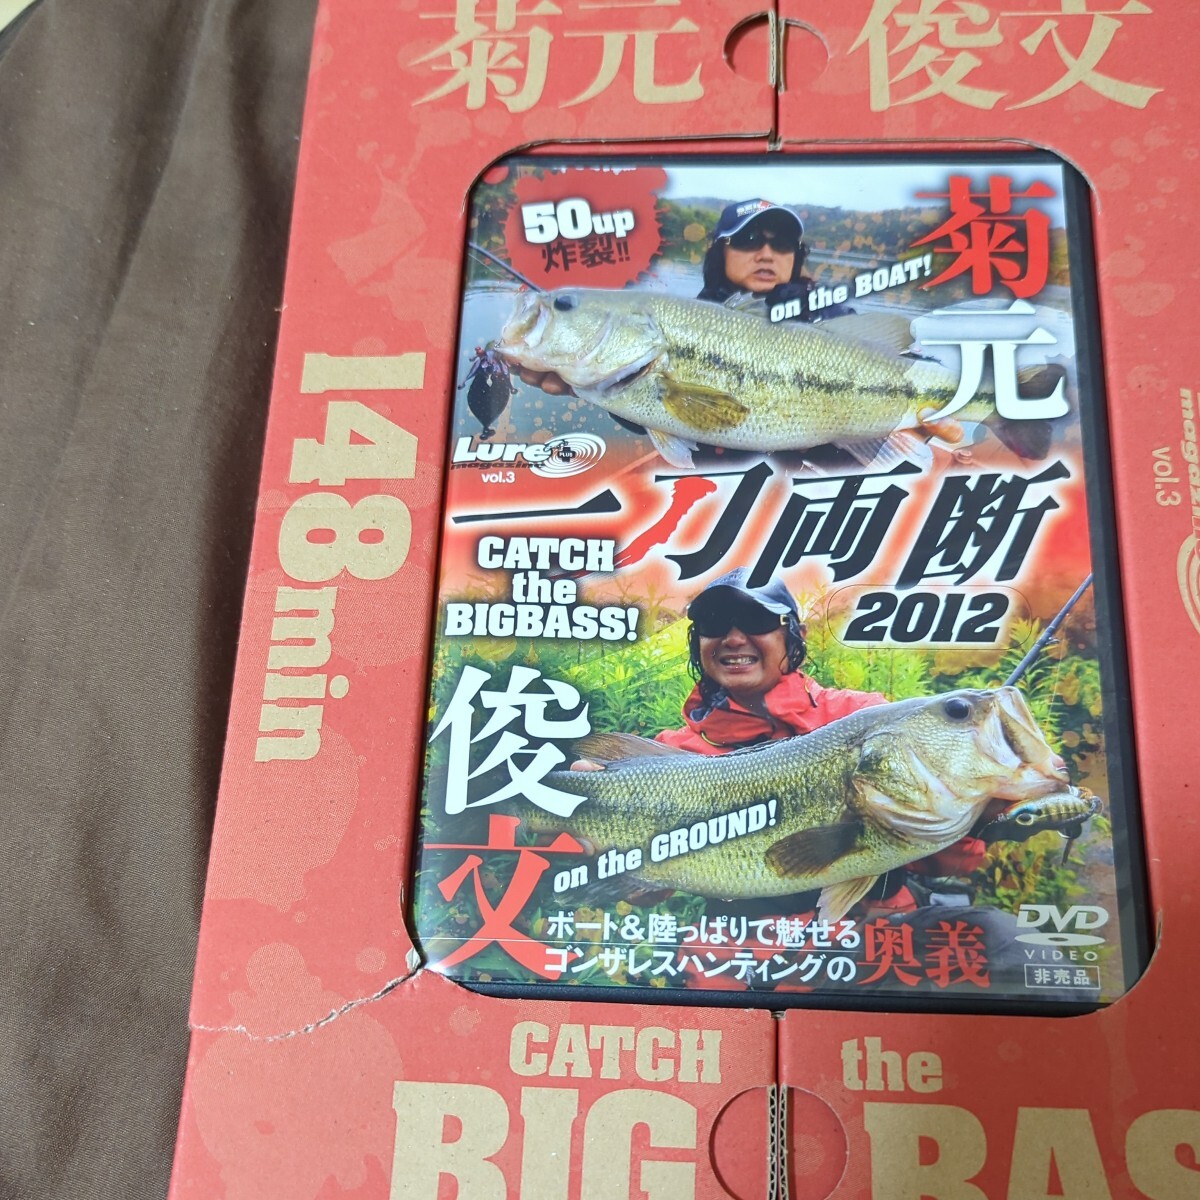 菊元 俊文
50up
炸裂!!
on the BOAT!
菊元
Lure
magazine
PLUS
vol.3
一刀両断
2012
CATCH
the
BIGBASS!
俊文
on the GROUND!
ボート&陸っぱりで魅せる
ゴンザレスハンティングの奥義
DVD
VIDEO
非売品
148min
magazine
vol.3
CATCH the
BIG BAS